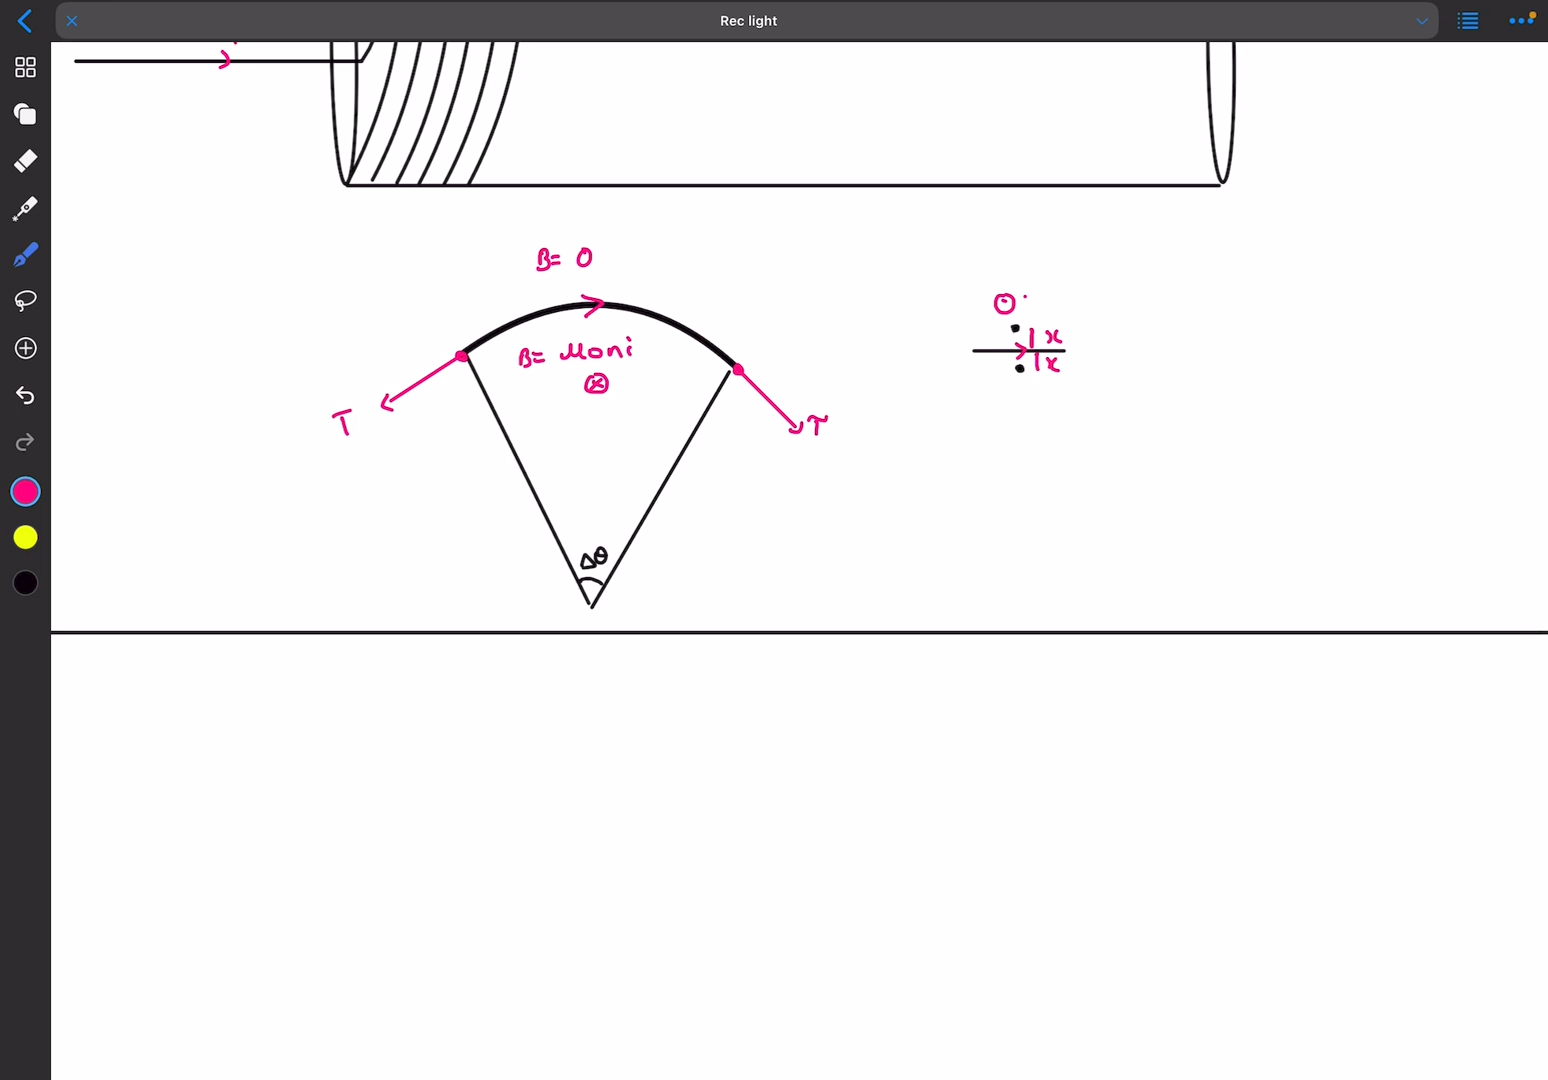 Rec light
B= 0
B= μ0ni
⊗
T
T
Δθ
⊙
x
x